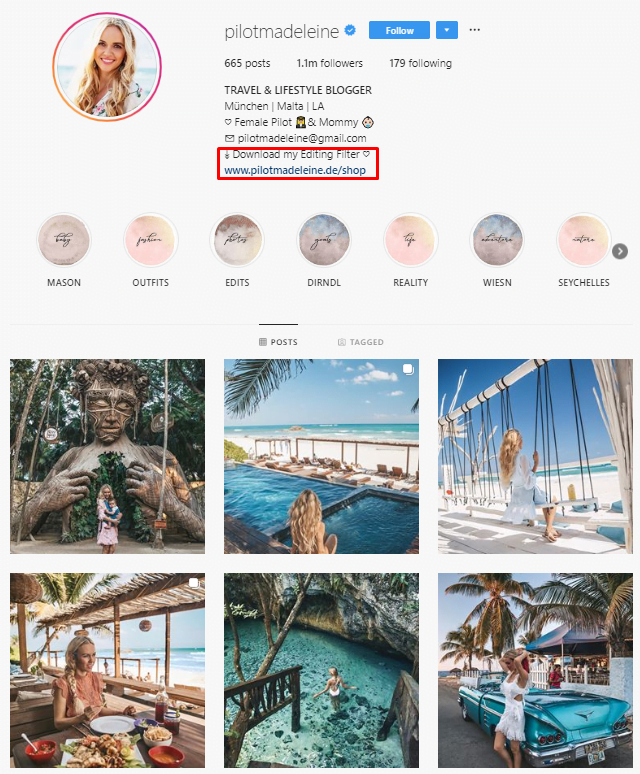 pilotmadeleine Follow
665 posts 1.1m followers 179 following
TRAVEL & LIFESTYLE BLOGGER
München | Malta | LA
♡ Female Pilot 👩‍✈️& Mommy 👶
✉ pilotmadeleine@gmail.com
Download my Editing Filter ♡
www.pilotmadeleine.de/shop
baby fashion photos goals life adventure nature
MASON OUTFITS EDITS DIRNDL REALITY WIESN SEYCHELLES
POSTS TAGGED